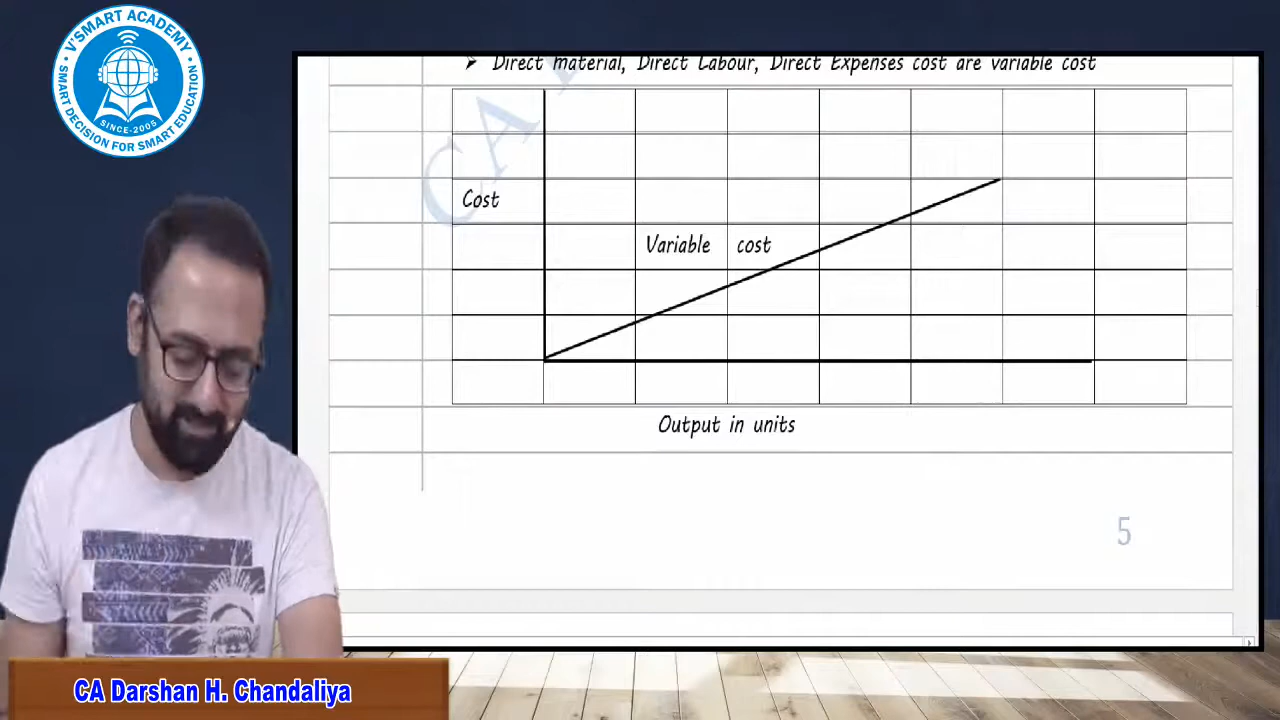 V'SMART ACADEMY
SMART DECISION FOR SMART EDUCATION
SINCE-2005
➤ Direct material, Direct Labour, Direct Expenses cost are variable cost
CA
Cost
Variable cost
Output in units
5
CA Darshan H. Chandaliya